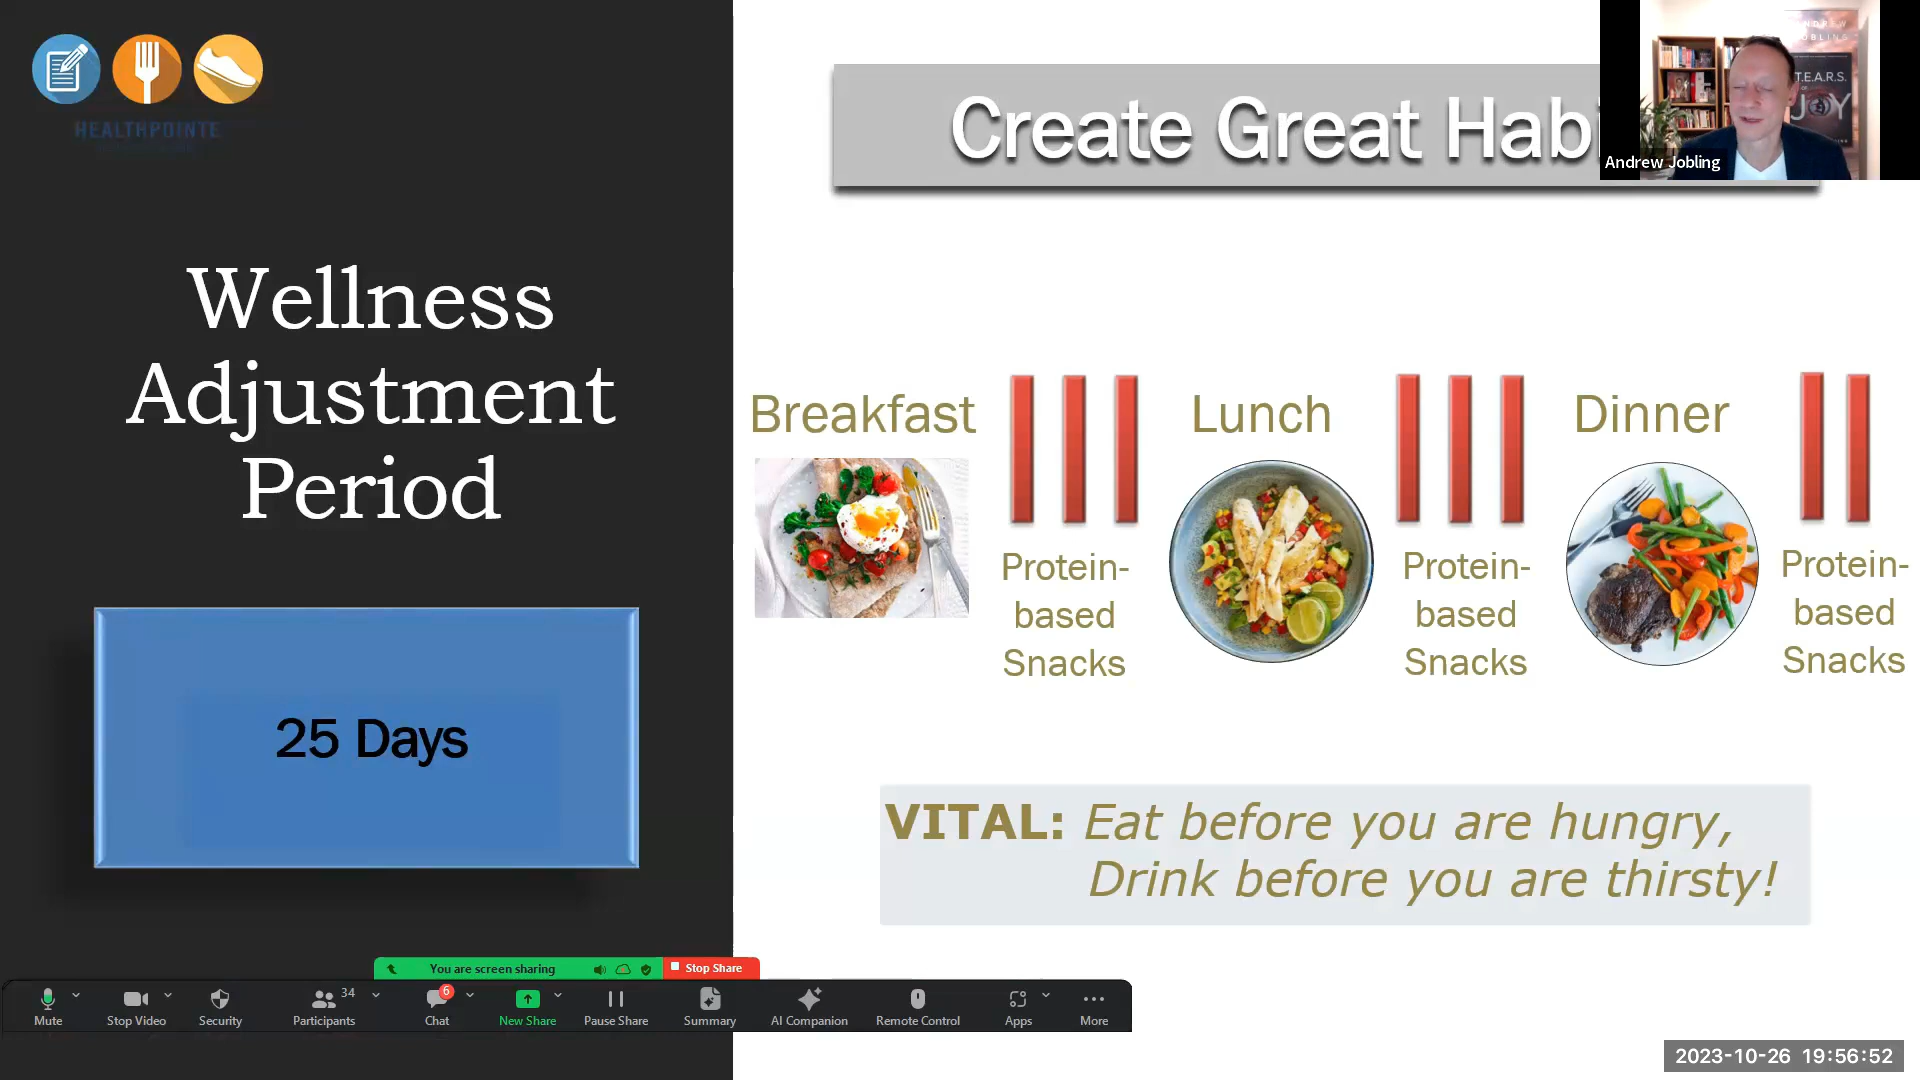 HEALTHPOINTE
Wellness
Adjustment
Period
25 Days
Create Great Habi
ANDREW
JOBLING
T.E.A.R.S.
JOY
Andrew Jobling
Breakfast
Protein-
based
Snacks
Lunch
Protein-
based
Snacks
Dinner
Protein-
based
Snacks
VITAL: Eat before you are hungry,
Drink before you are thirsty!
You are screen sharing
Stop Share
Mute
Stop Video
Security
Participants
34
Chat
6
New Share
Pause Share
Summary
AI Companion
Remote Control
Apps
More
2023-10-26 19:56:52